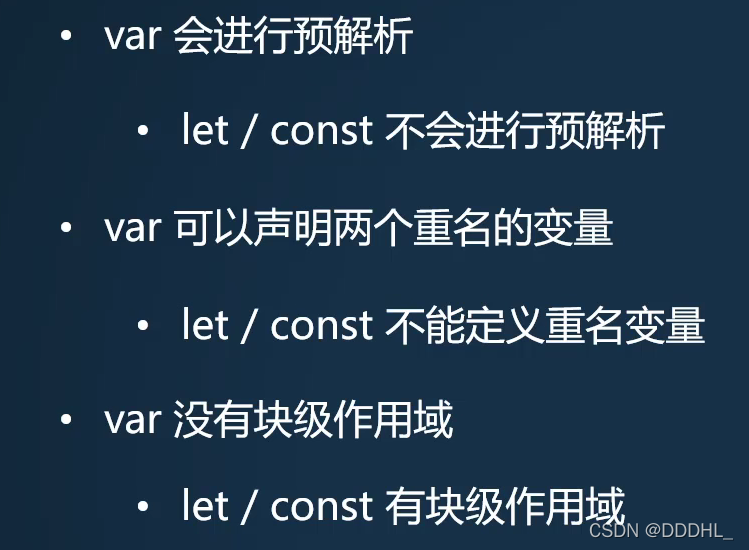 • var 会进行预解析
• let / const 不会进行预解析
• var 可以声明两个重名的变量
• let / const 不能定义重名变量
• var 没有块级作用域
• let / const 有块级作用域
CSDN @DDDHL_